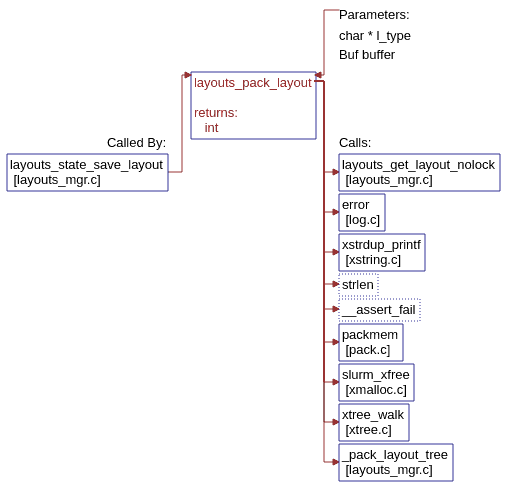 Parameters:
char * l_type
Buf buffer
layouts_pack_layout
returns:
int
Called By:
layouts_state_save_layout
[layouts_mgr.c]
Calls:
layouts_get_layout_nolock
[layouts_mgr.c]
error
[log.c]
xstrdup_printf
[xstring.c]
strlen
__assert_fail
packmem
[pack.c]
slurm_xfree
[xmalloc.c]
xtree_walk
[xtree.c]
_pack_layout_tree
[layouts_mgr.c]